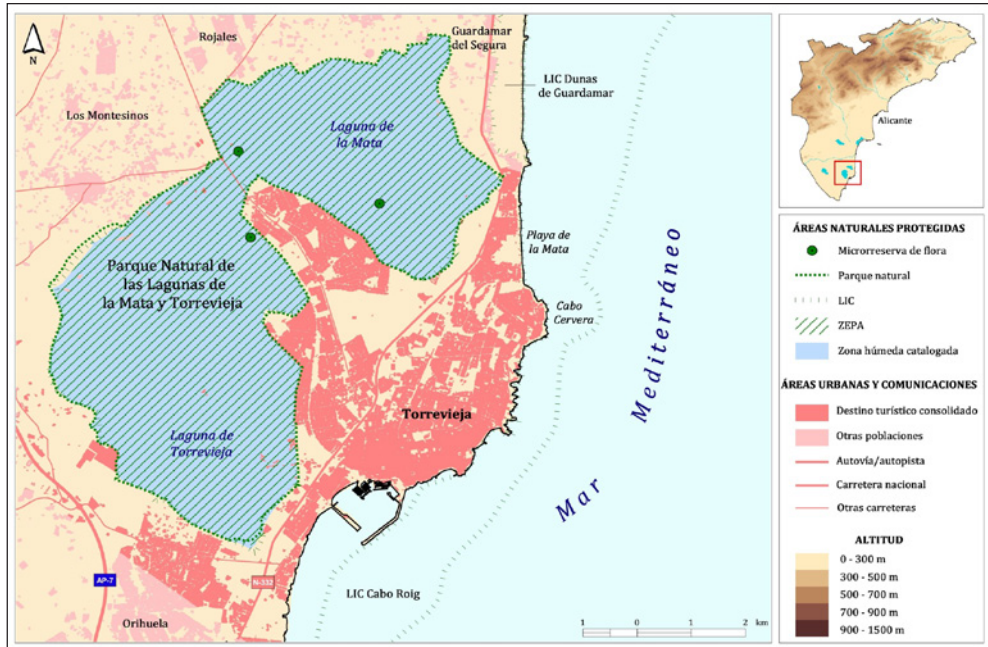 N
Rojales
Guardamar
del Segura
LIC Dunas
de Guardamar
Los Montesinos
Laguna de
la Mata
Playa de
la Mata
Parque Natural de
las Lagunas de
la Mata y Torrevieja
Cabo
Cervera
Mar Mediterráneo
Torrevieja
Laguna de
Torrevieja
AP-7
N-332
LIC Cabo Roig
Orihuela
1 0 1 2
km
Alicante
ÁREAS NATURALES PROTEGIDAS
Microrreserva de flora
Parque natural
LIC
ZEPA
Zona húmeda catalogada
ÁREAS URBANAS Y COMUNICACIONES
Destino turístico consolidado
Otras poblaciones
Autovía/autopista
Carretera nacional
Otras carreteras
ALTITUD
0 - 300 m
300 - 500 m
500 - 700 m
700 - 900 m
900 - 1500 m